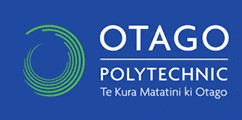 OTAGO
POLYTECHNIC
Te Kura Matatini ki Otago